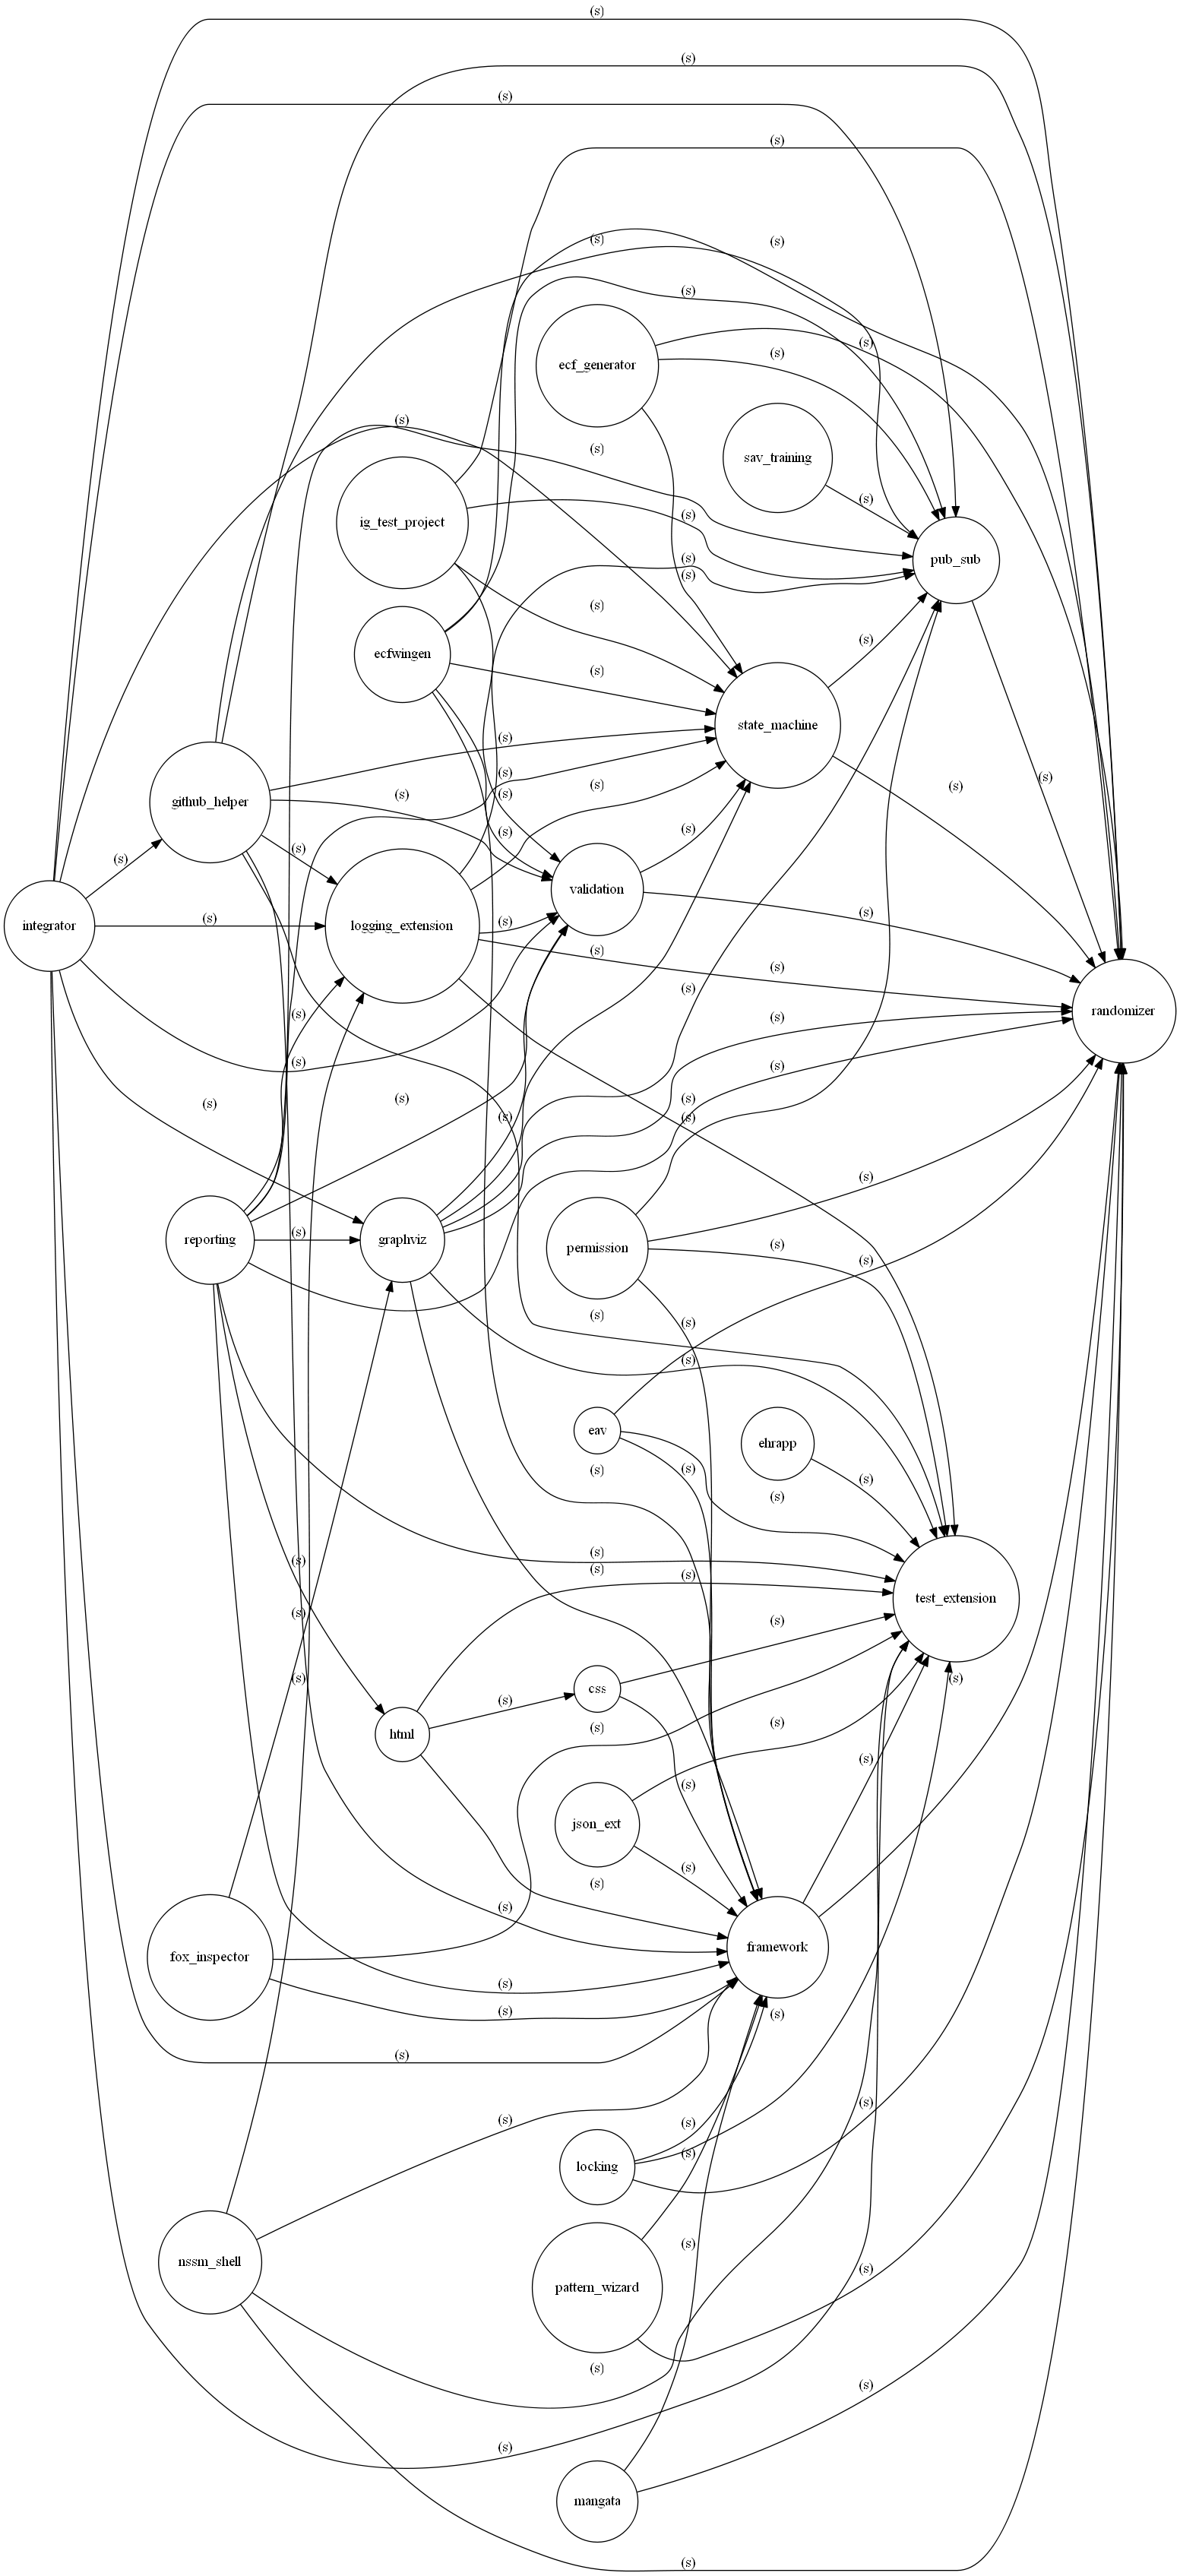 (s)
(s)
(s)
(s)
(s)
(s)
(s)
(s)
(s)
(s)
ecf_generator
(s)
(s)
sav_training
(s)
(s)
ig_test_project
(s)
pub_sub
(s)
(s)
(s)
(s)
ecfwingen
(s)
state_machine
(s)
(s)
(s)
(s)
(s)
(s)
github_helper
(s)
(s)
(s)
(s)
validation
(s)
(s)
(s)
integrator
logging_extension
(s)
(s)
(s)
(s)
randomizer
(s)
(s)
(s)
(s)
(s)
(s)
(s)
(s)
(s)
reporting
(s)
graphviz
permission
(s)
(s)
(s)
(s)
(s)
eav
ehrapp
(s)
(s)
(s)
(s)
(s)
(s)
(s)
(s)
test_extension
(s)
(s)
(s)
css
(s)
(s)
html
(s)
(s)
(s)
(s)
json_ext
(s)
(s)
(s)
framework
fox_inspector
(s)
(s)
(s)
(s)
(s)
(s)
(s)
(s)
locking
(s)
nssm_shell
(s)
pattern_wizard
(s)
(s)
(s)
mangata
(s)